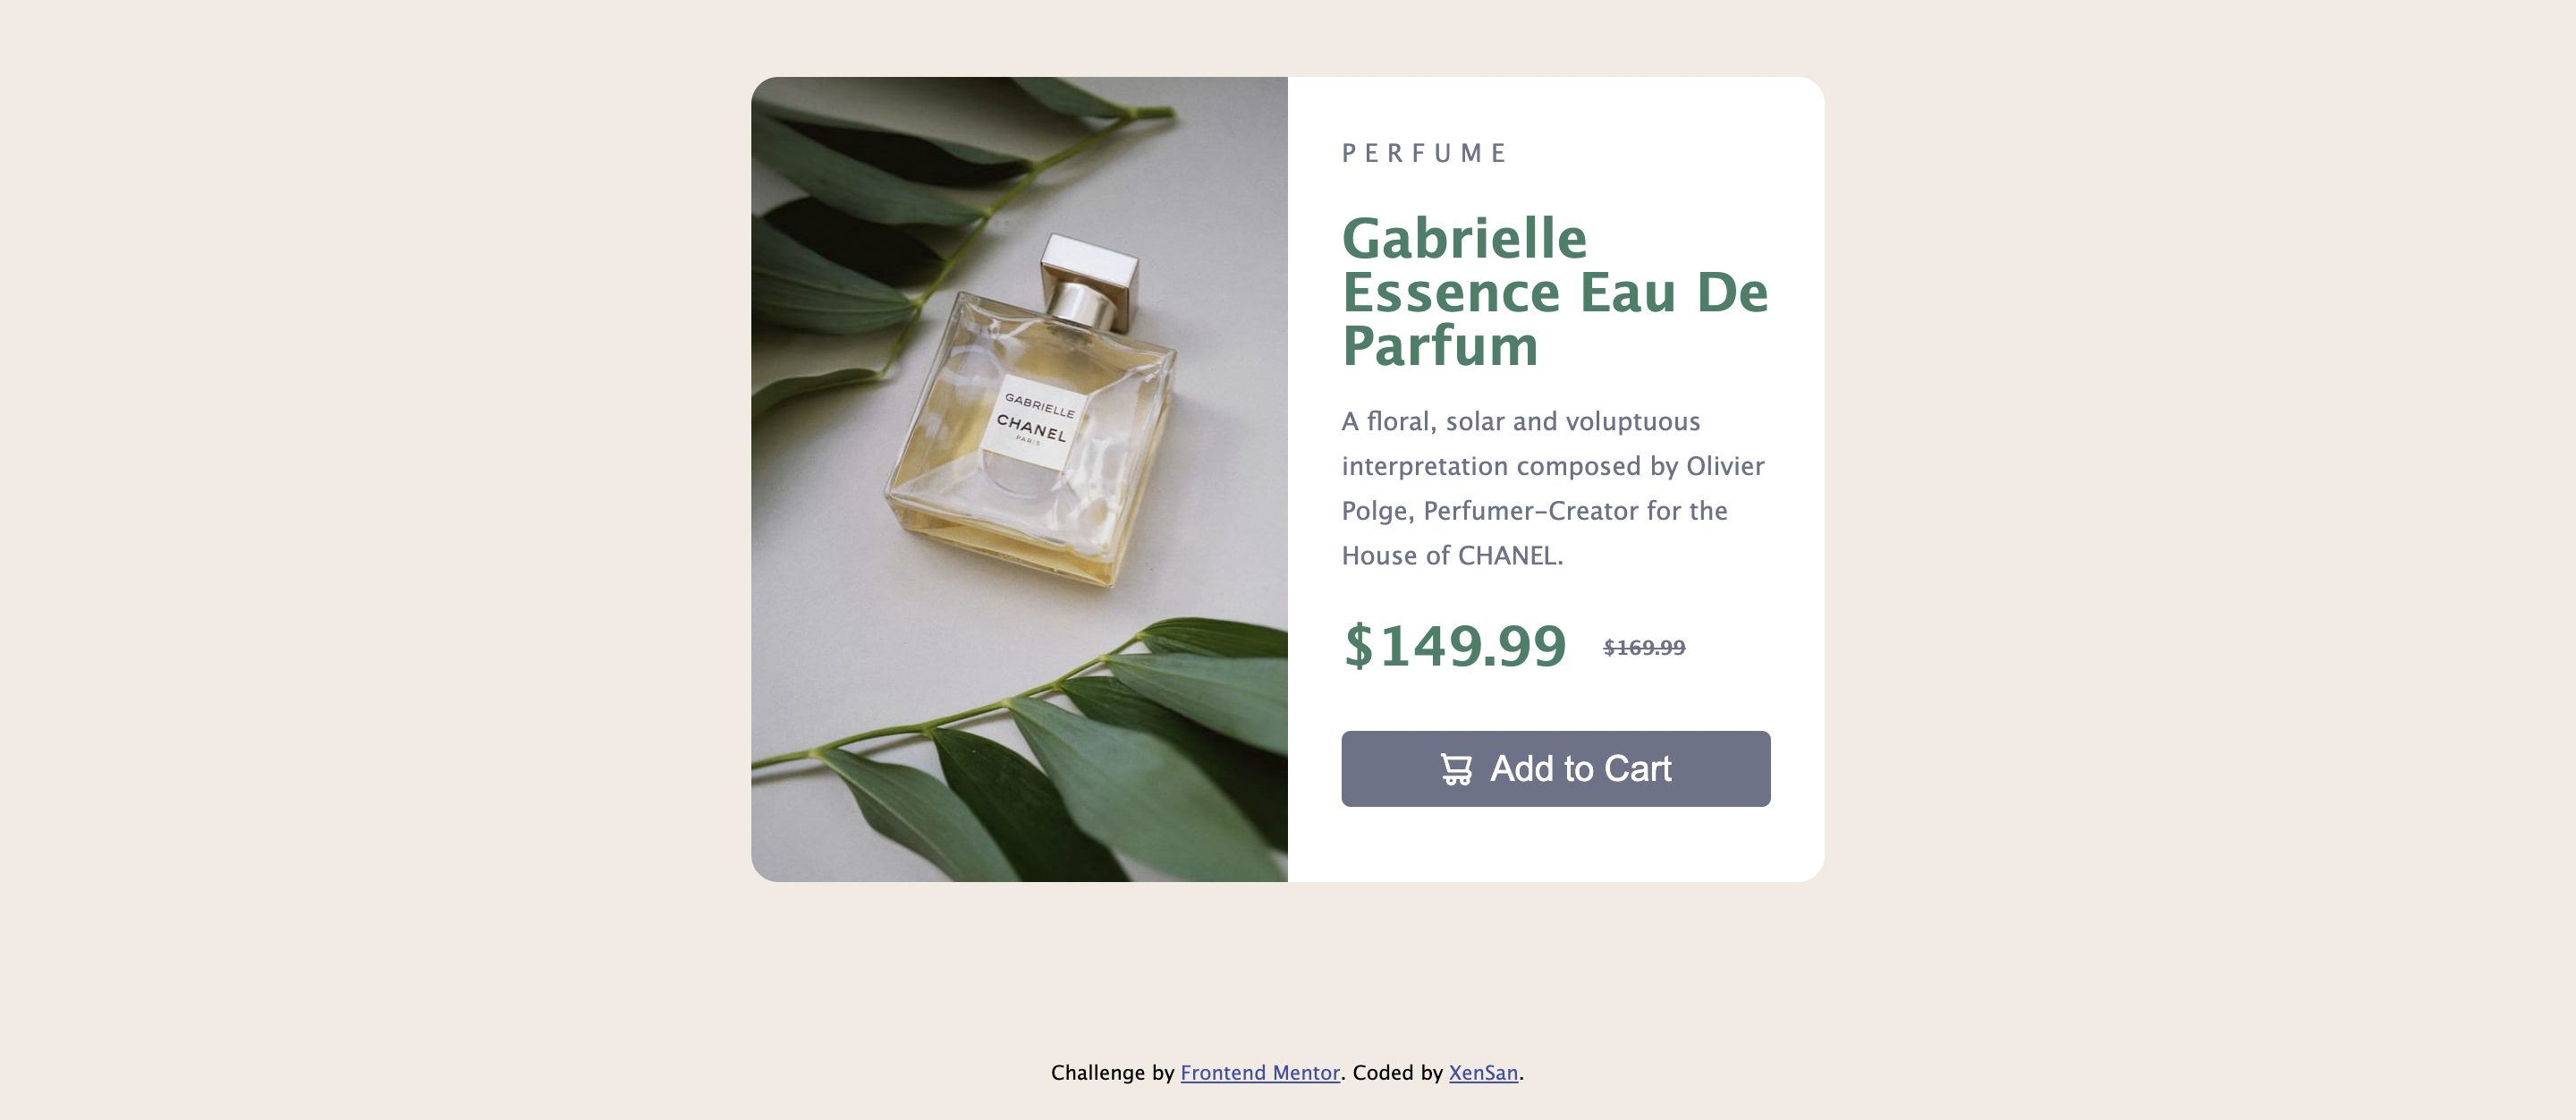 GABRIELLE
CHANEL
PARIS
PERFUME
Gabrielle
Essence Eau De
Parfum
A floral, solar and voluptuous
interpretation composed by Olivier
Polge, Perfumer-Creator for the
House of CHANEL.
$149.99 $169.99
Add to Cart
Challenge by Frontend Mentor. Coded by XenSan.